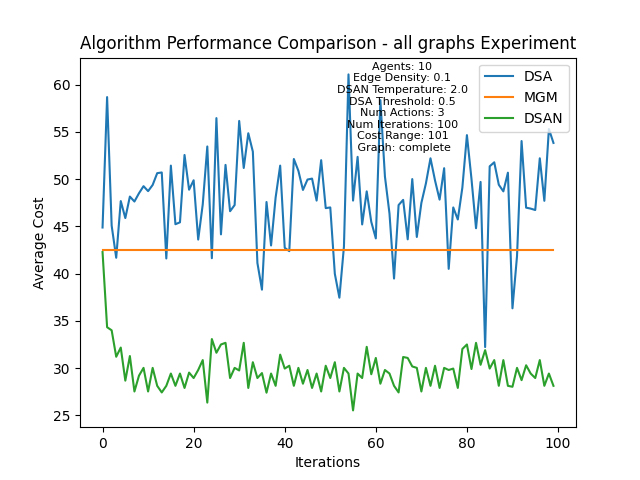 Algorithm Performance Comparison - all graphs Experiment
Agents: 10
Edge Density: 0.1
DSAN Temperature: 2.0
DSA Threshold: 0.5
Num Actions: 3
Num Iterations: 100
Cost Range: 101
Graph: complete
DSA
MGM
DSAN
Average Cost
60
55
50
45
40
35
30
25
0 20 40 60 80 100
Iterations